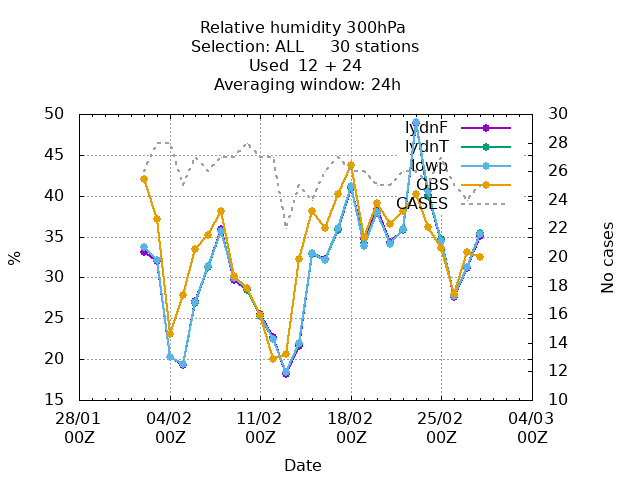 Relative humidity 300hPa
Selection: ALL 30 stations
Used 12 + 24
Averaging window: 24h
50
45
40
35
30
25
20
15
%
30
28
26
24
22
20
18
16
14
12
10
No cases
lydnF
lydnT
lowp
OBS
CASES
28/01 04/02 11/02 18/02 25/02 04/03
00Z 00Z 00Z 00Z 00Z 00Z
Date